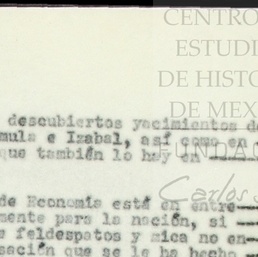 CENTRO
ESTUDI
DE HISTO
DE MEX
descubiertos yacimientos de
mula e Izabal, así como en
que también lo hay en
FUNDAC
Carlos S
de Economía está en entre—
mente para la nación, si —
e feldespatos y mica no en—
sación que se le ha hecho —